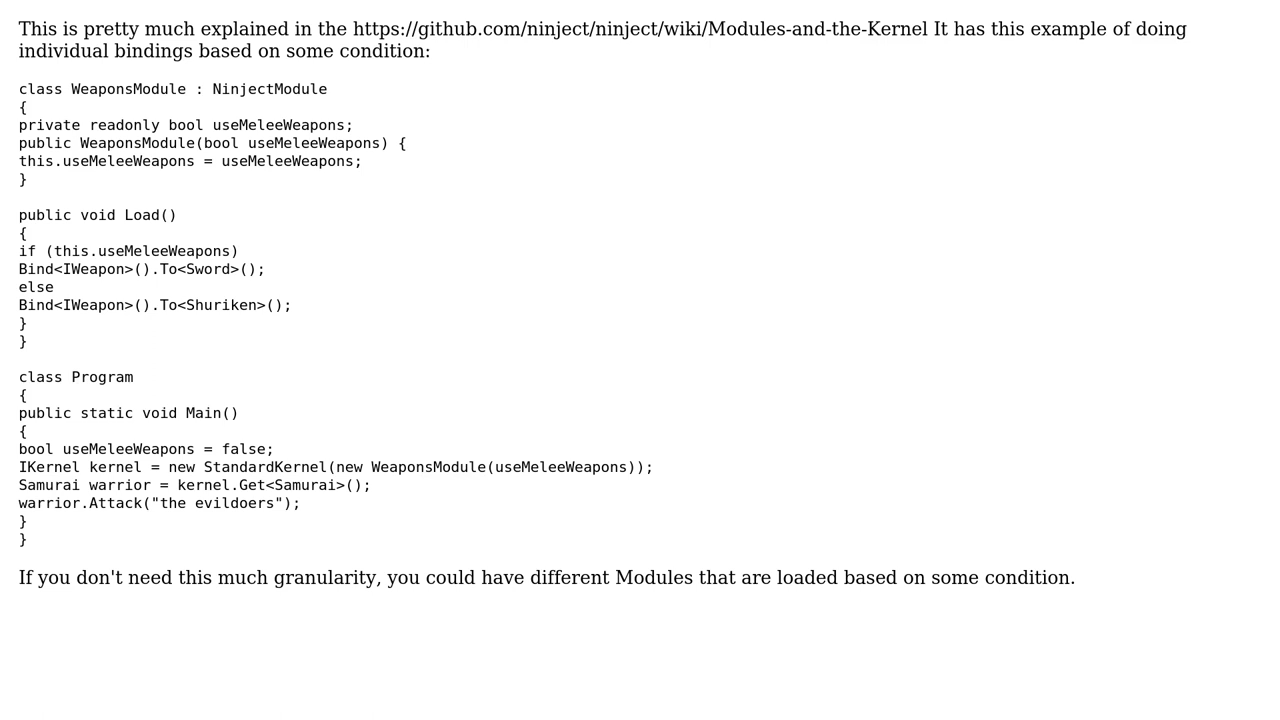 This is pretty much explained in the https://github.com/ninject/ninject/wiki/Modules-and-the-Kernel It has this example of doing
individual bindings based on some condition:
class WeaponsModule : NinjectModule
{
private readonly bool useMeleeWeapons;
public WeaponsModule(bool useMeleeWeapons) {
this.useMeleeWeapons = useMeleeWeapons;
}
public void Load()
{
if (this.useMeleeWeapons)
Bind<IWeapon>().To<Sword>();
else
Bind<IWeapon>().To<Shuriken>();
}
}
class Program
{
public static void Main()
{
bool useMeleeWeapons = false;
IKernel kernel = new StandardKernel(new WeaponsModule(useMeleeWeapons));
Samurai warrior = kernel.Get<Samurai>();
warrior.Attack("the evildoers");
}
}
If you don't need this much granularity, you could have different Modules that are loaded based on some condition.